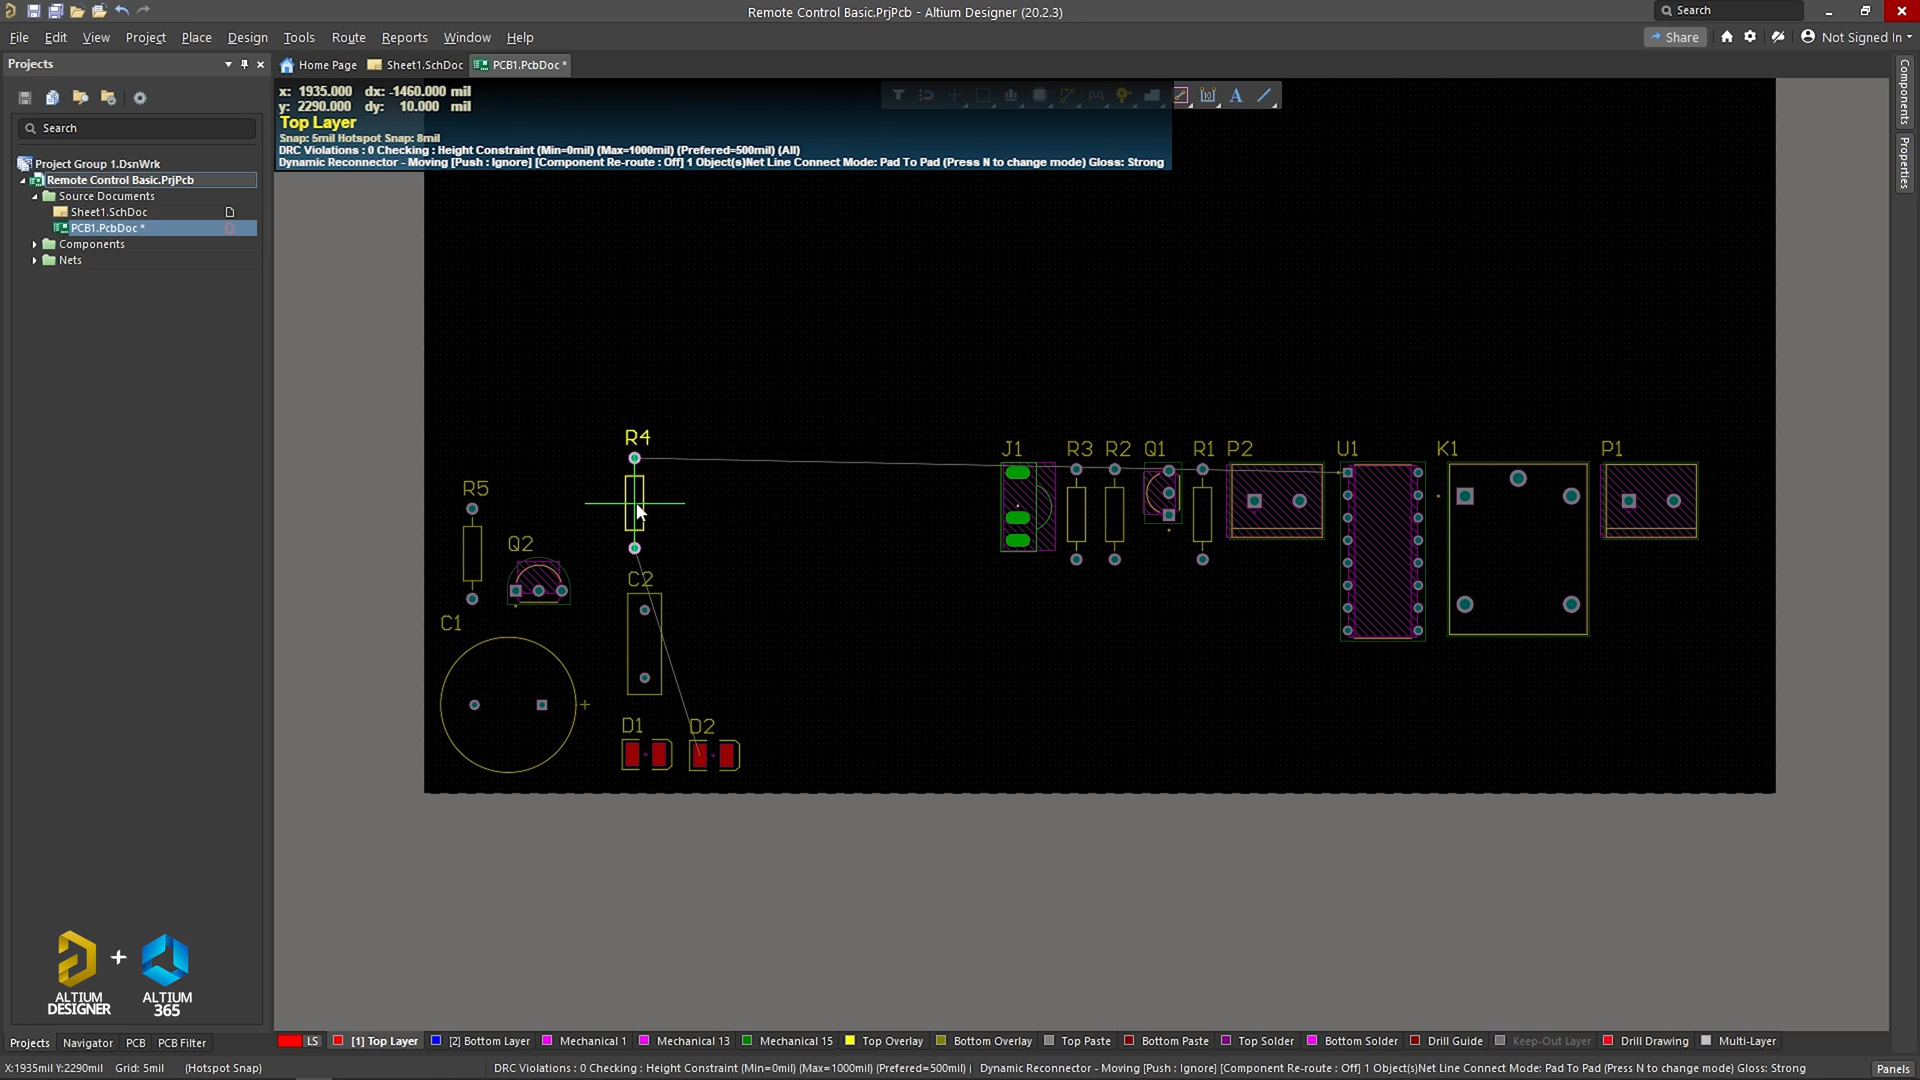 Remote Control Basic.PrjPcb - Altium Designer (20.2.3)
Search
File Edit View Project Place Design Tools Route Reports Window Help
Share
Not Signed In
Projects
Home Page
Sheet1.SchDoc
PCB1.PcbDoc *
x: 1935.000 dx: -1460.000 mil
y: 2290.000 dy: 10.000 mil
Top Layer
Snap: 5mil Hotspot Snap: 8mil
DRC Violations : 0 Checking : Height Constraint (Min=0mil) (Max=1000mil) (Prefered=500mil) (All)
Dynamic Reconnector - Moving [Push : Ignore] [Component Re-route : Off] 1 Object(s)Net Line Connect Mode: Pad To Pad (Press N to change mode) Gloss: Strong
Components
Properties
Search
Project Group 1.DsnWrk
Remote Control Basic.PrjPcb
Source Documents
Sheet1.SchDoc
PCB1.PcbDoc *
Components
Nets
R4
J1 R3 R2 Q1 R1 P2 U1 K1 P1
R5
Q2
C2
C1
+
D1 D2
+
ALTIUM DESIGNER
ALTIUM 365
Projects Navigator PCB PCB Filter
LS [1] Top Layer [2] Bottom Layer Mechanical 1 Mechanical 13 Mechanical 15 Top Overlay Bottom Overlay Top Paste Bottom Paste Top Solder Bottom Solder Drill Guide Keep-Out Layer Drill Drawing Multi-Layer
X:1935mil Y:2290mil Grid: 5mil (Hotspot Snap)
DRC Violations : 0 Checking : Height Constraint (Min=0mil) (Max=1000mil) (Prefered=500mil) (
Dynamic Reconnector - Moving [Push : Ignore] [Component Re-route : Off] 1 Object(s)Net Line Connect Mode: Pad To Pad (Press N to change mode) Gloss: Strong
Panels